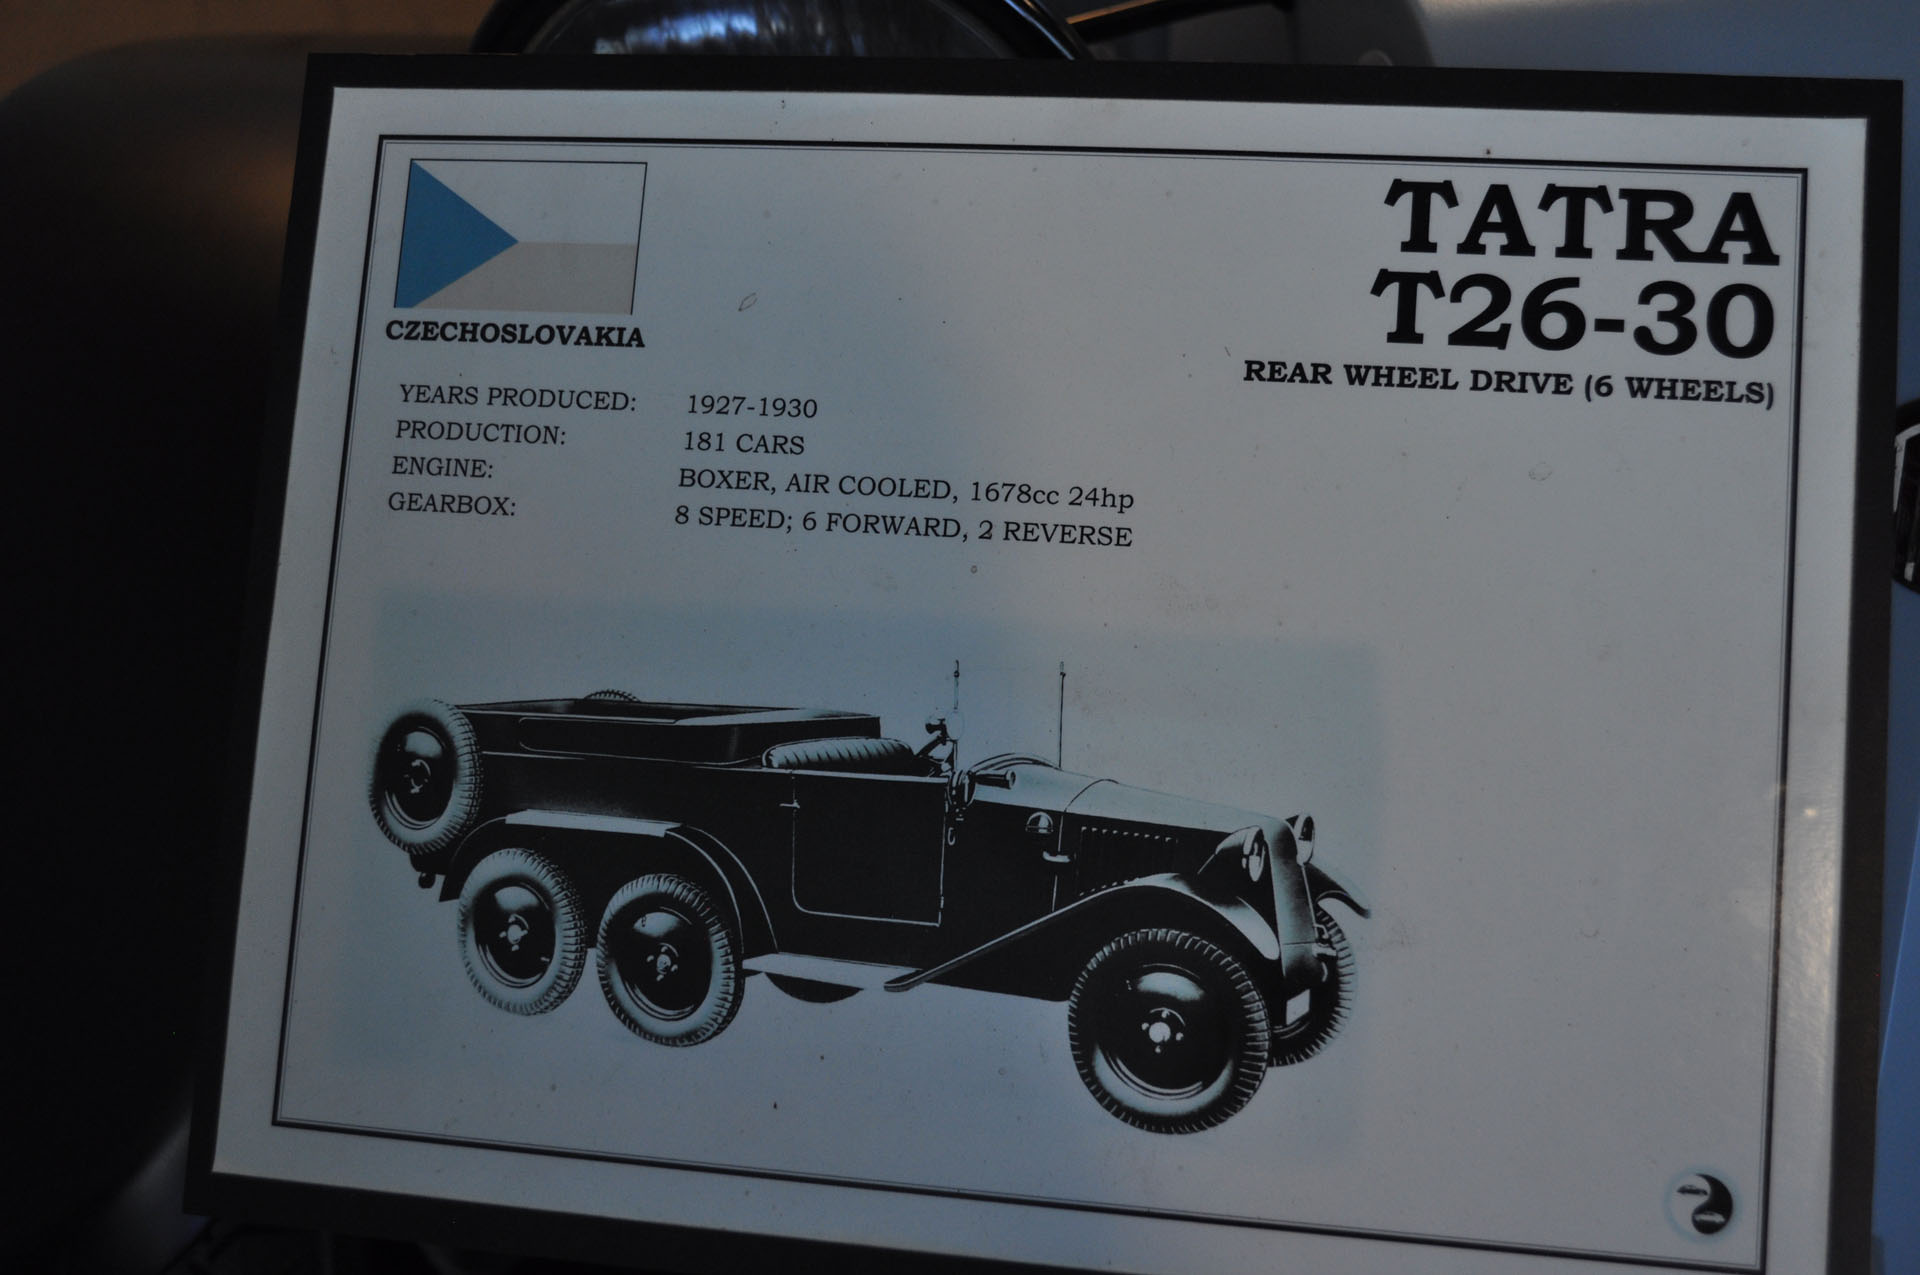 TATRA
T26-30
REAR WHEEL DRIVE (6 WHEELS)
CZECHOSLOVAKIA
YEARS PRODUCED: 1927-1930
PRODUCTION: 181 CARS
ENGINE: BOXER, AIR COOLED, 1678cc 24hp
GEARBOX: 8 SPEED; 6 FORWARD, 2 REVERSE